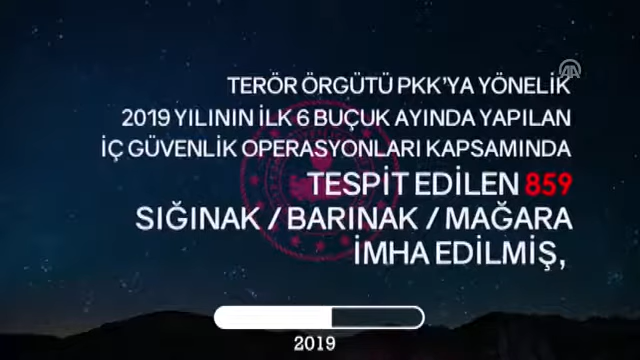 AA
TERÖR ÖRGÜTÜ PKK'YA YÖNELİK
2019 YILININ İLK 6 BUÇUK AYINDA YAPILAN
İÇ GÜVENLİK OPERASYONLARI KAPSAMINDA
TESPİT EDİLEN 859
SIĞINAK / BARINAK / MAĞARA
İMHA EDİLMİŞ,
2019